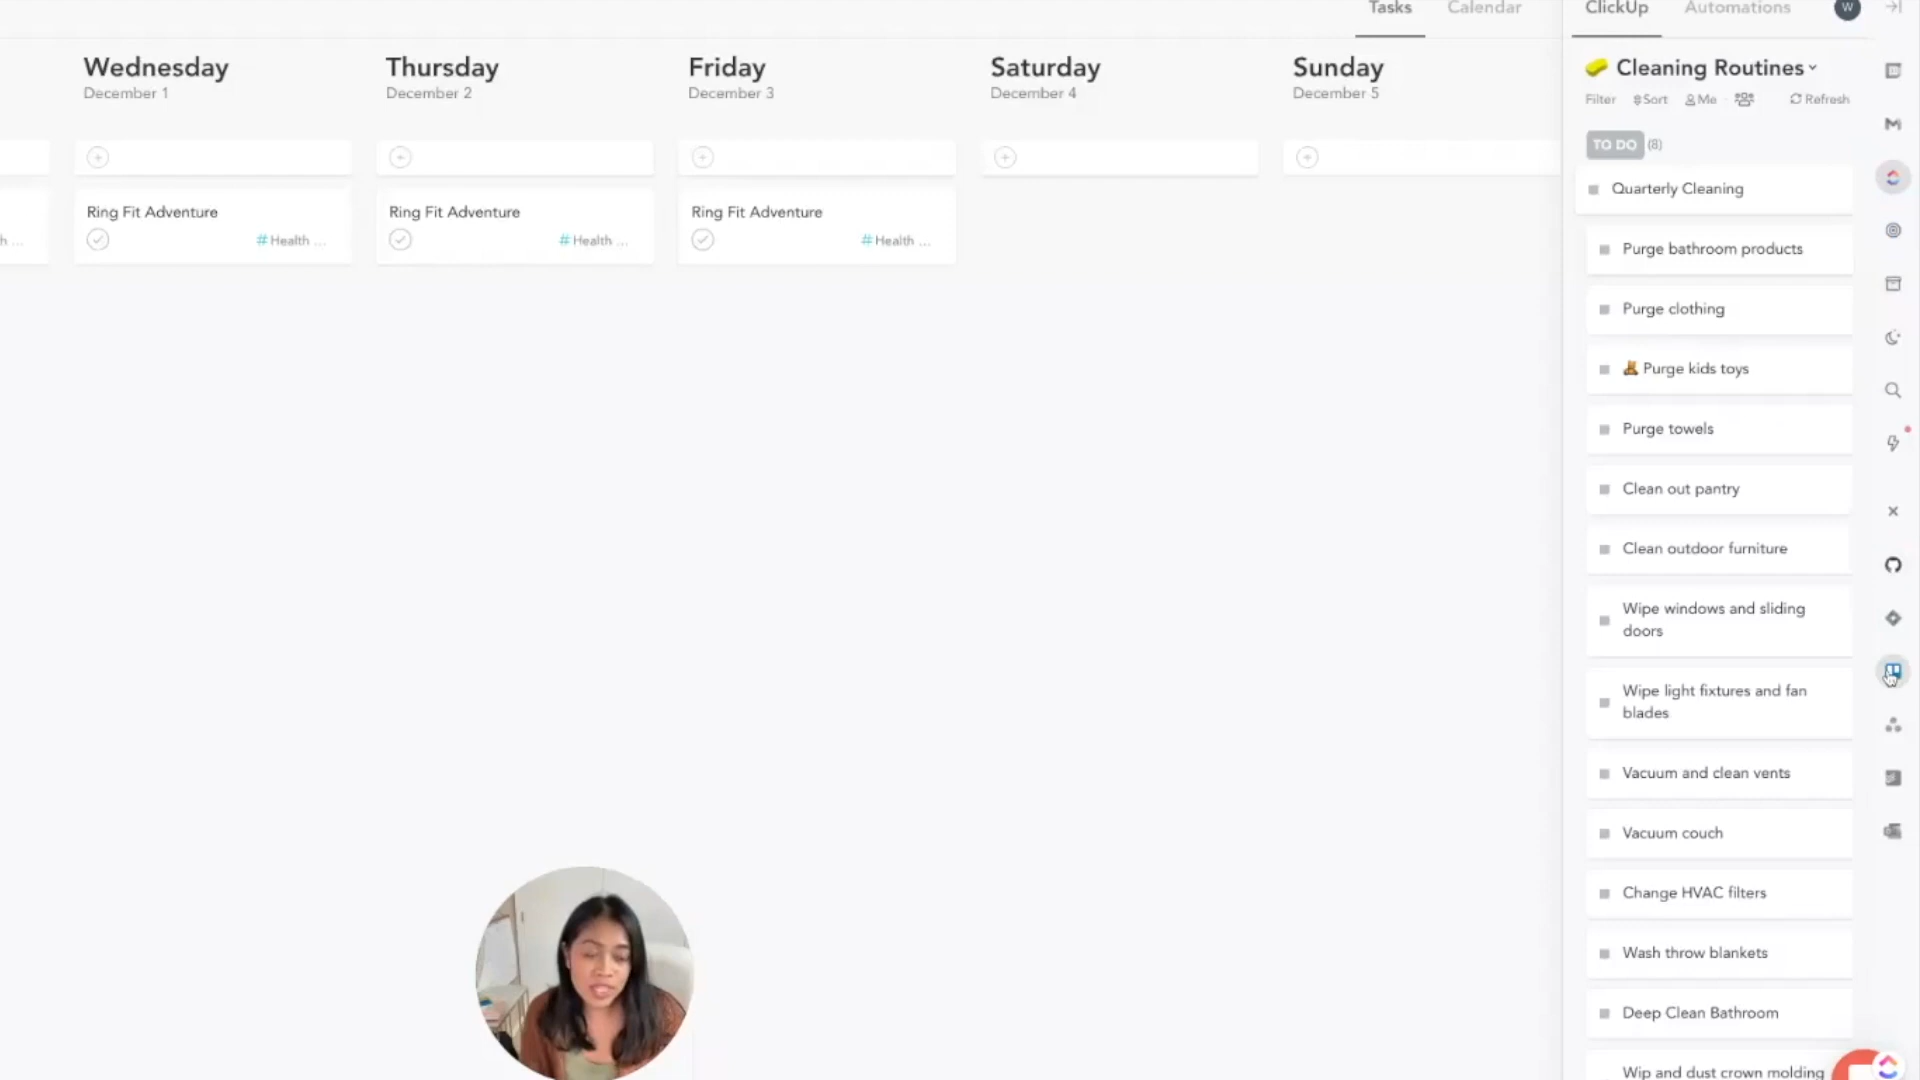 Tasks
Calendar
ClickUp
Automations
W
Wednesday
December 1
Thursday
December 2
Friday
December 3
Saturday
December 4
Sunday
December 5
h ...
Ring Fit Adventure
# Health ...
Ring Fit Adventure
# Health ...
Ring Fit Adventure
# Health ...
Cleaning Routines
Filter
Sort
Me
Refresh
TO DO (8)
Quarterly Cleaning
Purge bathroom products
Purge clothing
Purge kids toys
Purge towels
Clean out pantry
Clean outdoor furniture
Wipe windows and sliding
doors
Wipe light fixtures and fan
blades
Vacuum and clean vents
Vacuum couch
Change HVAC filters
Wash throw blankets
Deep Clean Bathroom
Wip and dust crown molding